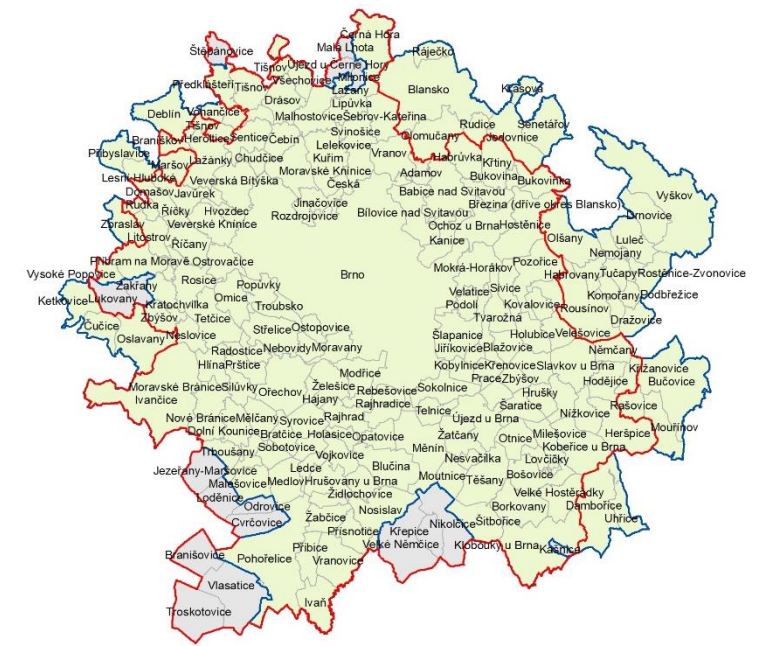 Černá Hora
Štěpánovice
Malá Lhota
Ráječko
Tišnov
Újezd u Černé Hory
Předklášteří
Tišnov
Všechovice
Milonice
Blansko
Krasová
Lažany
Drásov
Lipůvka
Deblín
Vohančice
Malhostovice
Šebrov-Kateřina
Rudice
Senetářov
Tišnov
Svinošice
Olomučany
Jedovnice
Braníškov
Heroltice
Sentice
Čebín
Lelekovice
Přibyslavice
Maršov
Lažánky
Chudčice
Kuřim
Vranov
Habrůvka
Křtiny
Lesní Hluboké
Moravské Knínice
Adamov
Bukovina
Bukovinka
Domašov
Javůrek
Veverská Bítýška
Česká
Babice nad Svitavou
Vyškov
Rudka
Říčky
Hvozdec
Jinačovice
Březina (dříve okres Blansko)
Drnovice
Zbraslav
Veverské Knínice
Rozdrojovice
Bílovice nad Svitavou
Ochoz u Brna
Hostěnice
Litostrov
Říčany
Kanice
Olšany
Luleč
Nemojany
Příbram na Moravě
Ostrovačice
Pozořice
Vysoké Popovice
Brno
Mokrá-Horákov
Habrovany
Tučapy
Rostěnice-Zvonovice
Zakřany
Rosice
Popůvky
Velatice
Sivice
Ketkovice
Lukovany
Kratochvilka
Omice
Troubsko
Podolí
Kovalovice
Rousínov
Komořany
Podbřežice
Zbýšov
Tetčice
Tvarožná
Dražovice
Čučice
Neslovice
Střelice
Ostopovice
Šlapanice
Holubice
Velešovice
Oslavany
Radostice
Nebovidy
Moravany
Jiříkovice
Blažovice
Němčany
Hlína
Prštice
Modřice
Kobylnice
Křenovice
Slavkov u Brna
Křižanovice
Moravské Bránice
Silůvky
Ořechov
Želešice
Rebešovice
Sokolnice
Prace
Zbýšov
Hodějice
Bučovice
Ivančice
Hajany
Rajhradice
Hrušky
Rašovice
Nové Bránice
Mělčany
Syrovice
Rajhrad
Telnice
Šaratice
Nížkovice
Újezd u Brna
Mouřínov
Dolní Kounice
Bratčice
Holasice
Opatovice
Žatčany
Otnice
Milešovice
Heršpice
Trboušany
Sobotovice
Vojkovice
Měnín
Kobeřice u Brna
Nesvačilka
Lovčičky
Jezeřany-Maršovice
Ledce
Blučina
Bošovice
Malešovice
Medlov
Hrušovany u Brna
Moutnice
Těšany
Loděnice
Židlochovice
Velké Hostěrádky
Odrovice
Nosislav
Borkovany
Dambořice
Cvrčovice
Žabčice
Nikolčice
Šitbořice
Uhřice
Přísnotice
Křepice
Branišovice
Přibice
Velké Němčice
Klobouky u Brna
Kašnice
Pohořelice
Vranovice
Vlasatice
Ivaň
Troskotovice